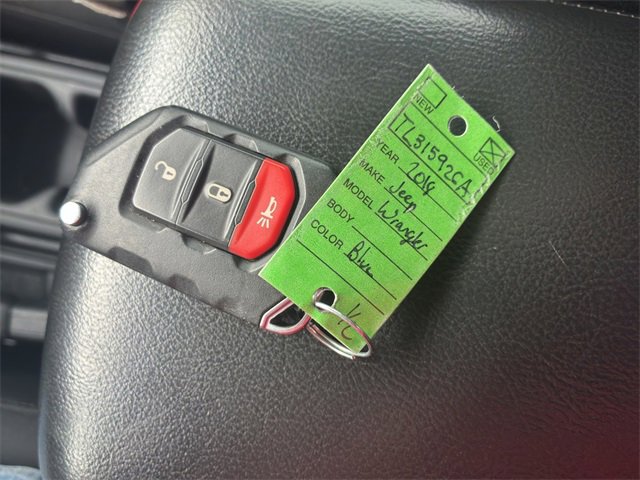 NEW USED
TL31592CA
YEAR 2018
MAKE Jeep
MODEL Wrangler
BODY
COLOR Blue